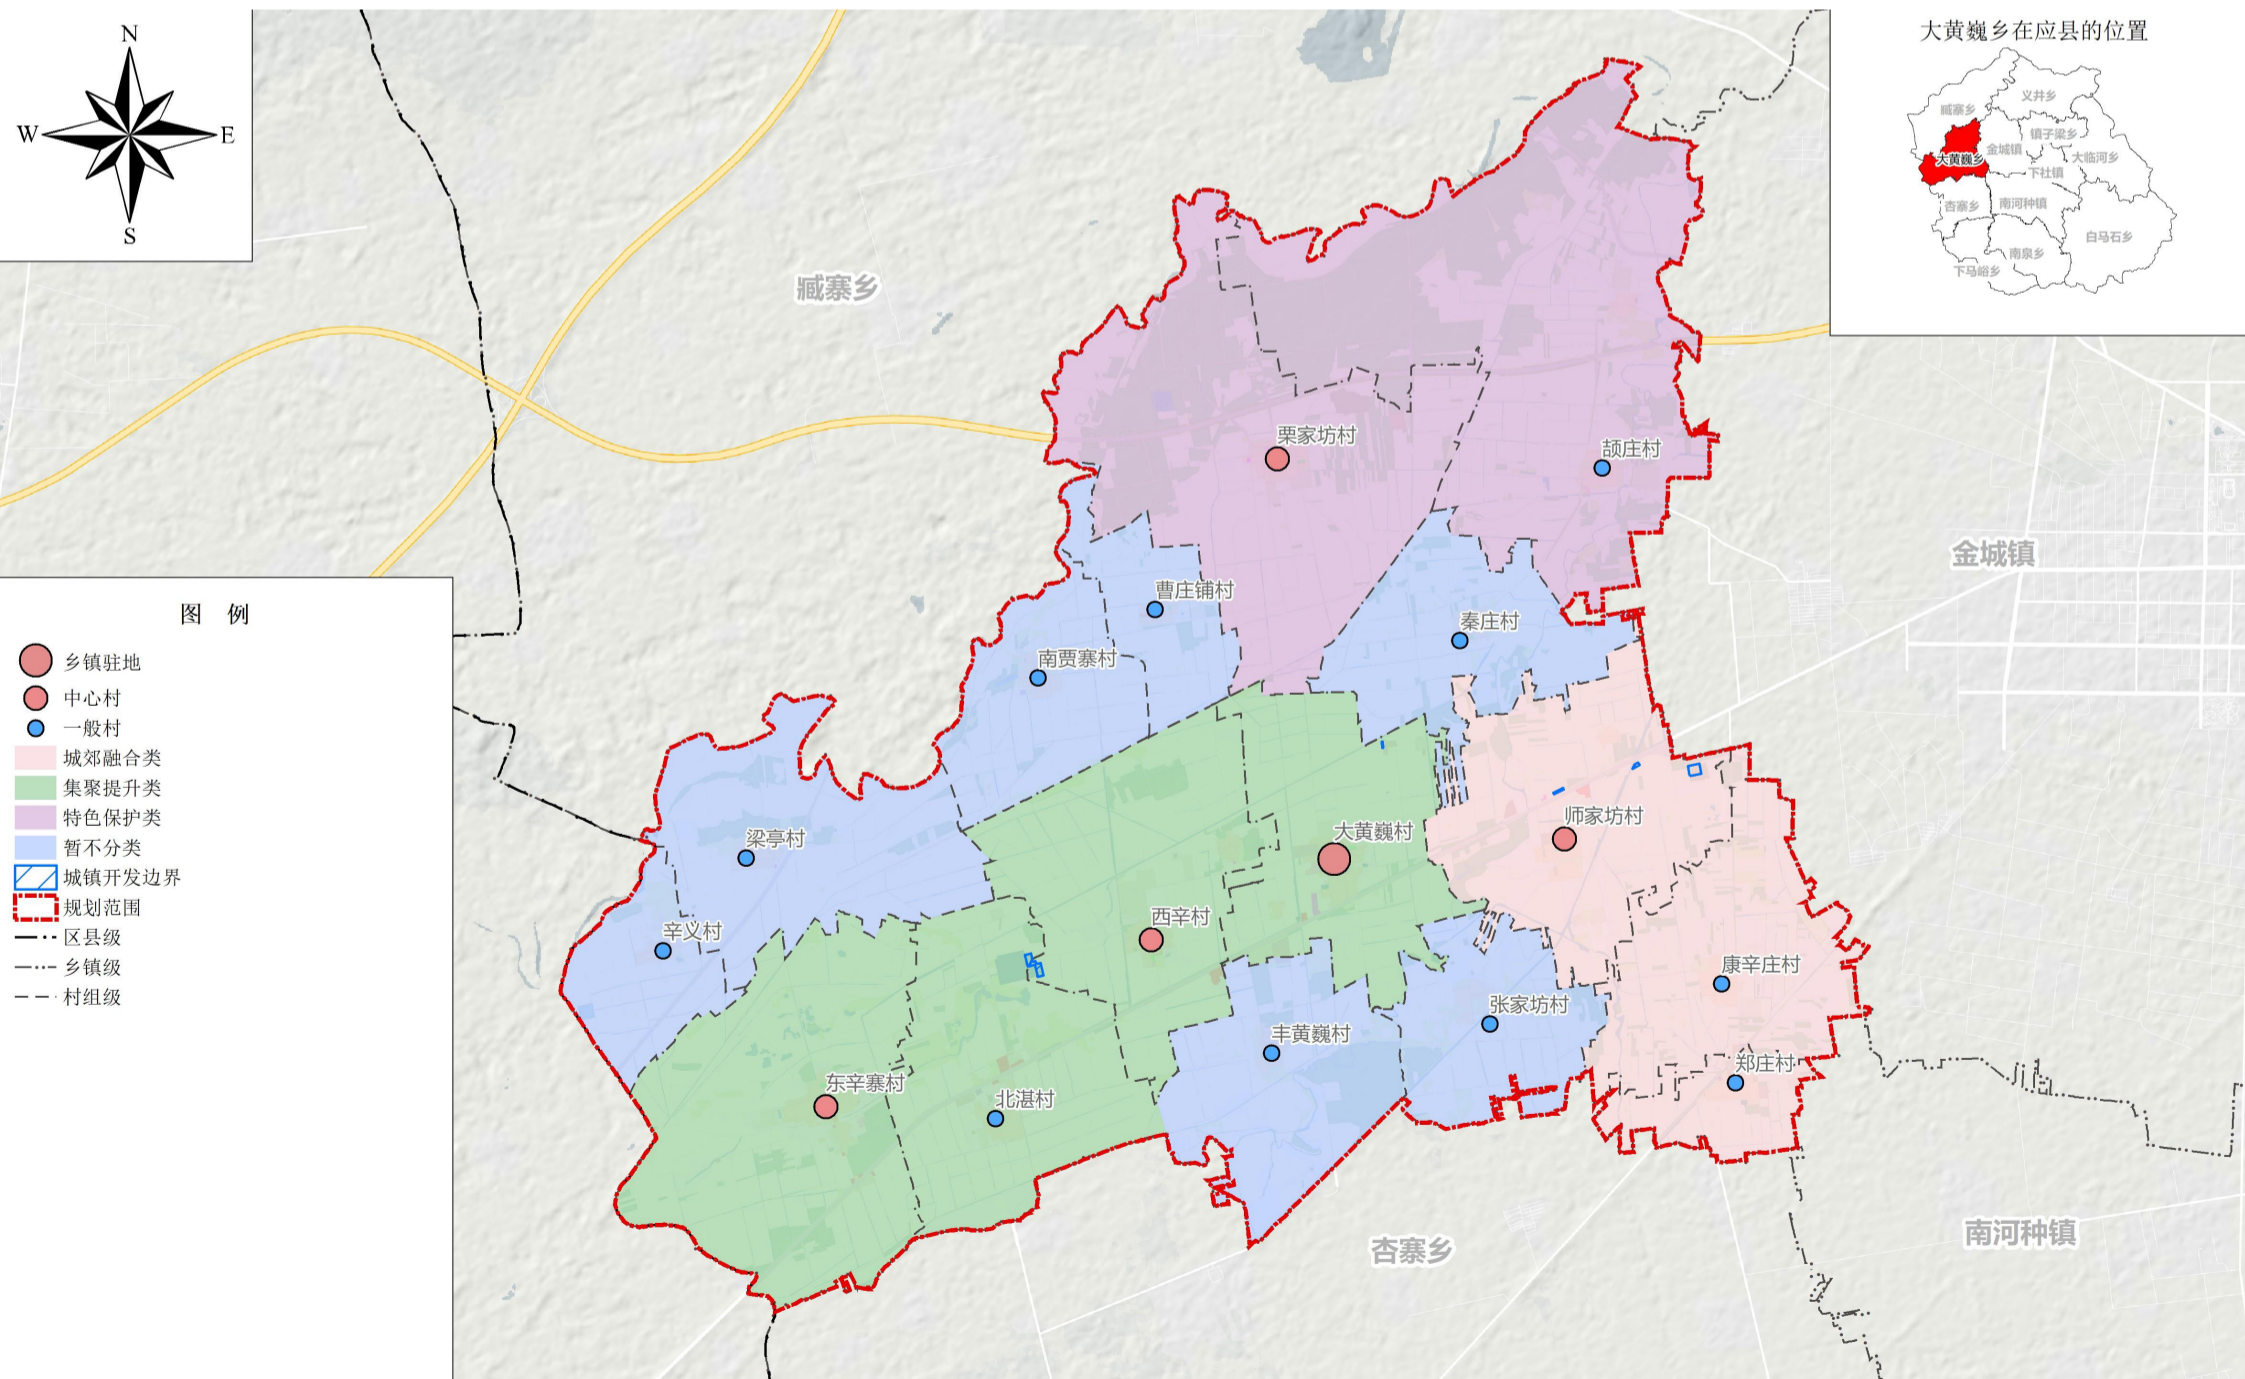 N
W
E
S
大黄巍乡在应县的位置
臧寨乡
义井乡
镇子梁乡
金城镇
大黄巍乡
大临河乡
下社镇
杏寨乡
南河种镇
白马石乡
南泉乡
下马峪乡
臧寨乡
栗家坊村
颉庄村
金城镇
曹庄铺村
秦庄村
南贾寨村
图 例
乡镇驻地
中心村
一般村
城郊融合类
集聚提升类
特色保护类
暂不分类
城镇开发边界
规划范围
区县级
乡镇级
村组级
师家坊村
大黄巍村
梁亭村
西辛村
辛义村
康辛庄村
张家坊村
丰黄巍村
郑庄村
东辛寨村
北湛村
南河种镇
杏寨乡